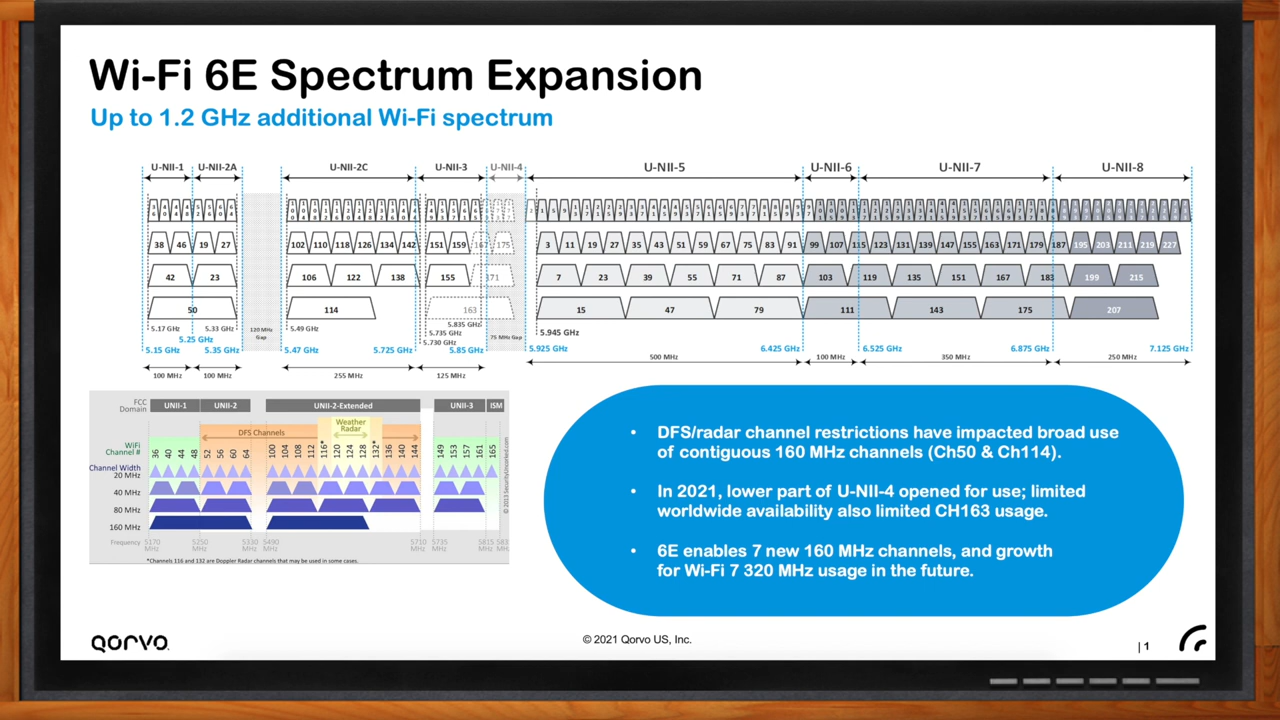 Wi-Fi 6E Spectrum Expansion
Up to 1.2 GHz additional Wi-Fi spectrum
U-NII-1 U-NII-2A U-NII-2C U-NII-3 U-NII-4 U-NII-5 U-NII-6 U-NII-7 U-NII-8
38 46 19 27 102 110 118 126 134 142 151 159 167 175 3 11 19 27 35 43 51 59 67 75 83 91 99 107 115 123 131 139 147 155 163 171 179 187 195 203 211 219 227
42 23 106 122 138 155 171 7 23 39 55 71 87 103 119 135 151 167 183 199 215
50 114 163 15 47 79 111 143 175 207
5.17 GHz 5.33 GHz 5.49 GHz 5.835 GHz
5.735 GHz 5.945 GHz
5.25 GHz 120 MHz Gap 5.730 GHz 75 MHz Gap
5.15 GHz 5.35 GHz 5.47 GHz 5.725 GHz 5.85 GHz 5.925 GHz 6.425 GHz 6.525 GHz 6.875 GHz 7.125 GHz
500 MHz 100 MHz 350 MHz 250 MHz
100 MHz 100 MHz 255 MHz 125 MHz
FCC Domain UNII-1 UNII-2 UNII-2-Extended UNII-3 ISM
Weather
Radar
DFS Channels
WiFi
Channel # 36 40 44 48 52 56 60 64 100 104 108 112 116* 120 124 128 132* 136 140 144 149 153 157 161 165
Channel Width
20 MHz
40 MHz
80 MHz
160 MHz
Frequency 5170 MHz 5250 MHz 5330 MHz 5490 MHz 5710 MHz 5735 MHz 5815 MHz
*Channels 116 and 132 are Doppler Radar channels that may be used in some cases.
© 2013 SecurityUncorked.com
• DFS/radar channel restrictions have impacted broad use
of contiguous 160 MHz channels (Ch50 & Ch114).
• In 2021, lower part of U-NII-4 opened for use; limited
worldwide availability also limited CH163 usage.
• 6E enables 7 new 160 MHz channels, and growth
for Wi-Fi 7 320 MHz usage in the future.
QORVO
© 2021 Qorvo US, Inc.
| 1